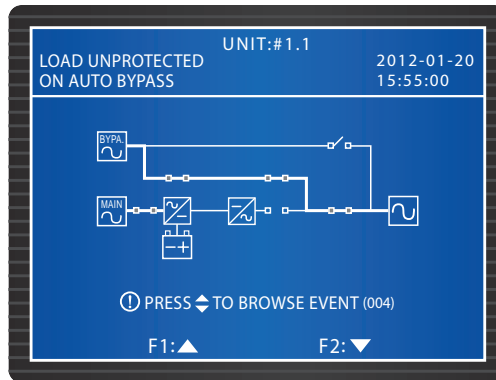 UNIT:#1.1
LOAD UNPROTECTED
2012-01-20
ON AUTO BYPASS
15:55:00
BYPA.
MAIN
PRESS TO BROWSE EVENT (004)
F1: F2: